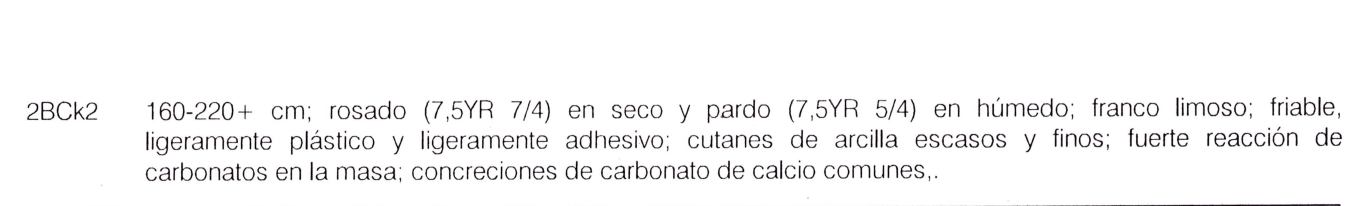 2BCk2 160-220+ cm; rosado (7,5YR 7/4) en seco y pardo (7,5YR 5/4) en húmedo; franco limoso; friable,
ligeramente plástico y ligeramente adhesivo; cutanes de arcilla escasos y finos; fuerte reacción de
carbonatos en la masa; concreciones de carbonato de calcio comunes,.